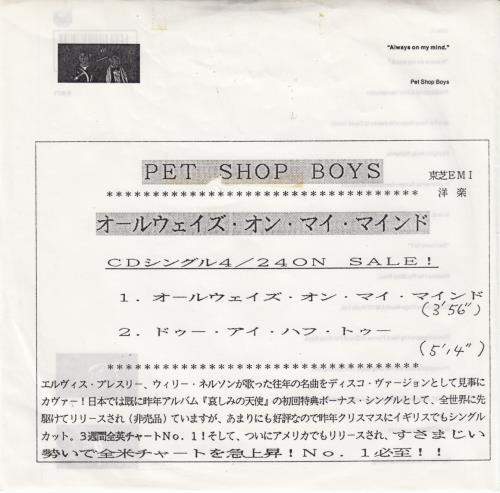 "Always on my mind."
Pet Shop Boys
PET SHOP BOYS
東芝EMI
洋楽
*********************************
オールウェイズ・オン・マイ・マインド
CDシングル4/24ON SALE!
1. オールウェイズ・オン・マイ・マインド
(3'56")
2. ドゥー・アイ・ハフ・トゥー
(5'14")
*********************************
エルヴィス・プレスリー、ウィリー・ネルソンが歌った往年の名曲をディスコ・ヴァージョンとして見事に
カヴァー!日本では既に昨年アルバム『哀しみの天使』の初回特典ボーナス・シングルとして、全世界に先
駆けてリリースされ(非売品)ていますが、あまりにも好評なので昨年クリスマスにイギリスでもシングル
カット。3週間全英チャートNo.1!そして、ついにアメリカでもリリースされ、すさまじい
勢いで全米チャートを急上昇!No.1必至!!